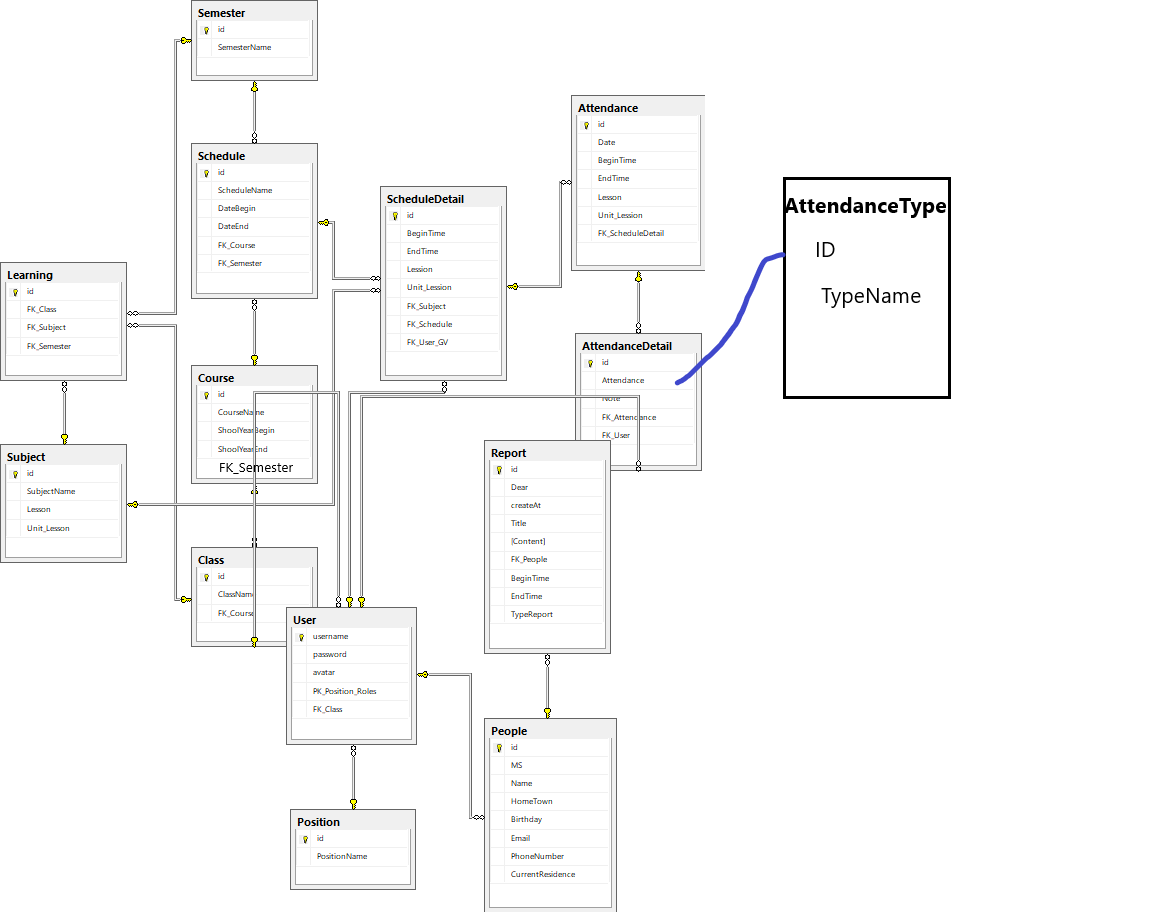 Semester
id
SemesterName
Schedule
id
ScheduleName
DateBegin
DateEnd
FK_Course
FK_Semester
ScheduleDetail
id
BeginTime
EndTime
Lession
Unit_Lession
FK_Subject
FK_Schedule
FK_User_GV
Attendance
id
Date
BeginTime
EndTime
Lesson
Unit_Lession
FK_ScheduleDetail
AttendanceType
ID
TypeName
Learning
id
FK_Class
FK_Subject
FK_Semester
Course
id
CourseName
ShoolYearBegin
ShoolYearEnd
FK_Semester
AttendanceDetail
id
Attendance
Note
FK_Attendance
FK_User
Subject
id
SubjectName
Lesson
Unit_Lesson
Report
id
Dear
createAt
Title
[Content]
FK_People
BeginTime
EndTime
TypeReport
Class
id
ClassName
FK_Course
User
username
password
avatar
PK_Position_Roles
FK_Class
People
id
MS
Name
HomeTown
Birthday
Email
PhoneNumber
CurrentResidence
Position
id
PositionName